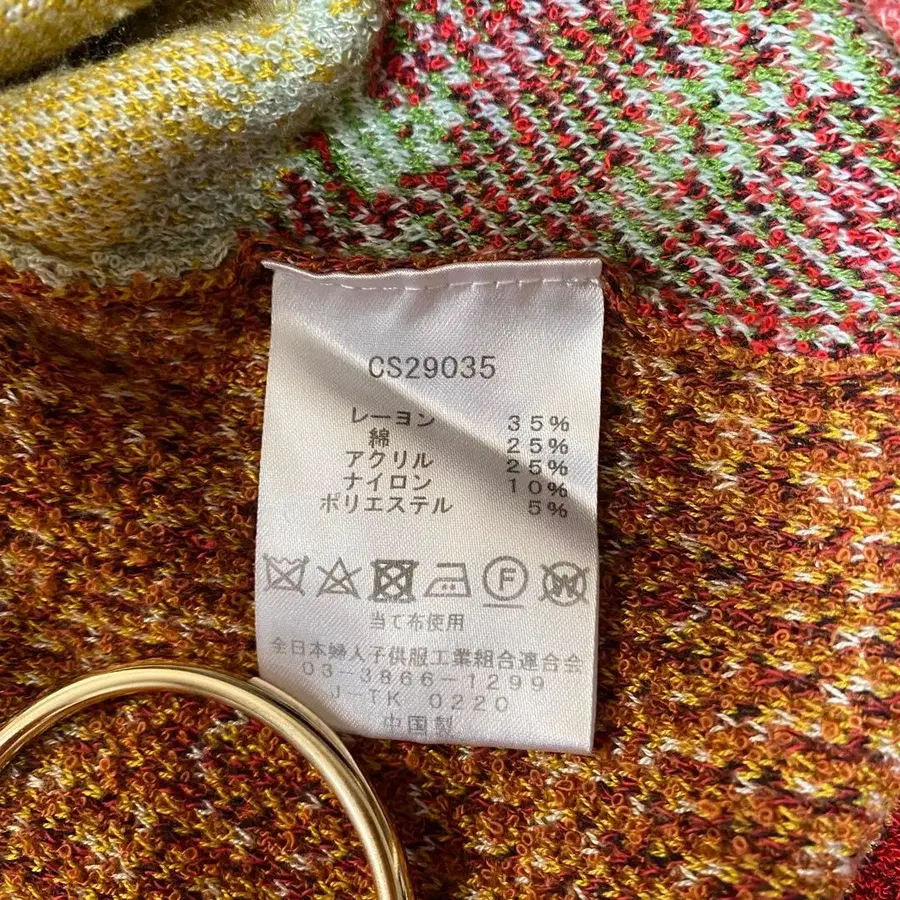 CS29035
レーヨン 35%
綿 25%
アクリル 25%
ナイロン 10%
ポリエステル 5%
F W
当て布使用
全日本婦人子供服工業組合連合会
03-3866-1299
J-TK 0220
中国製